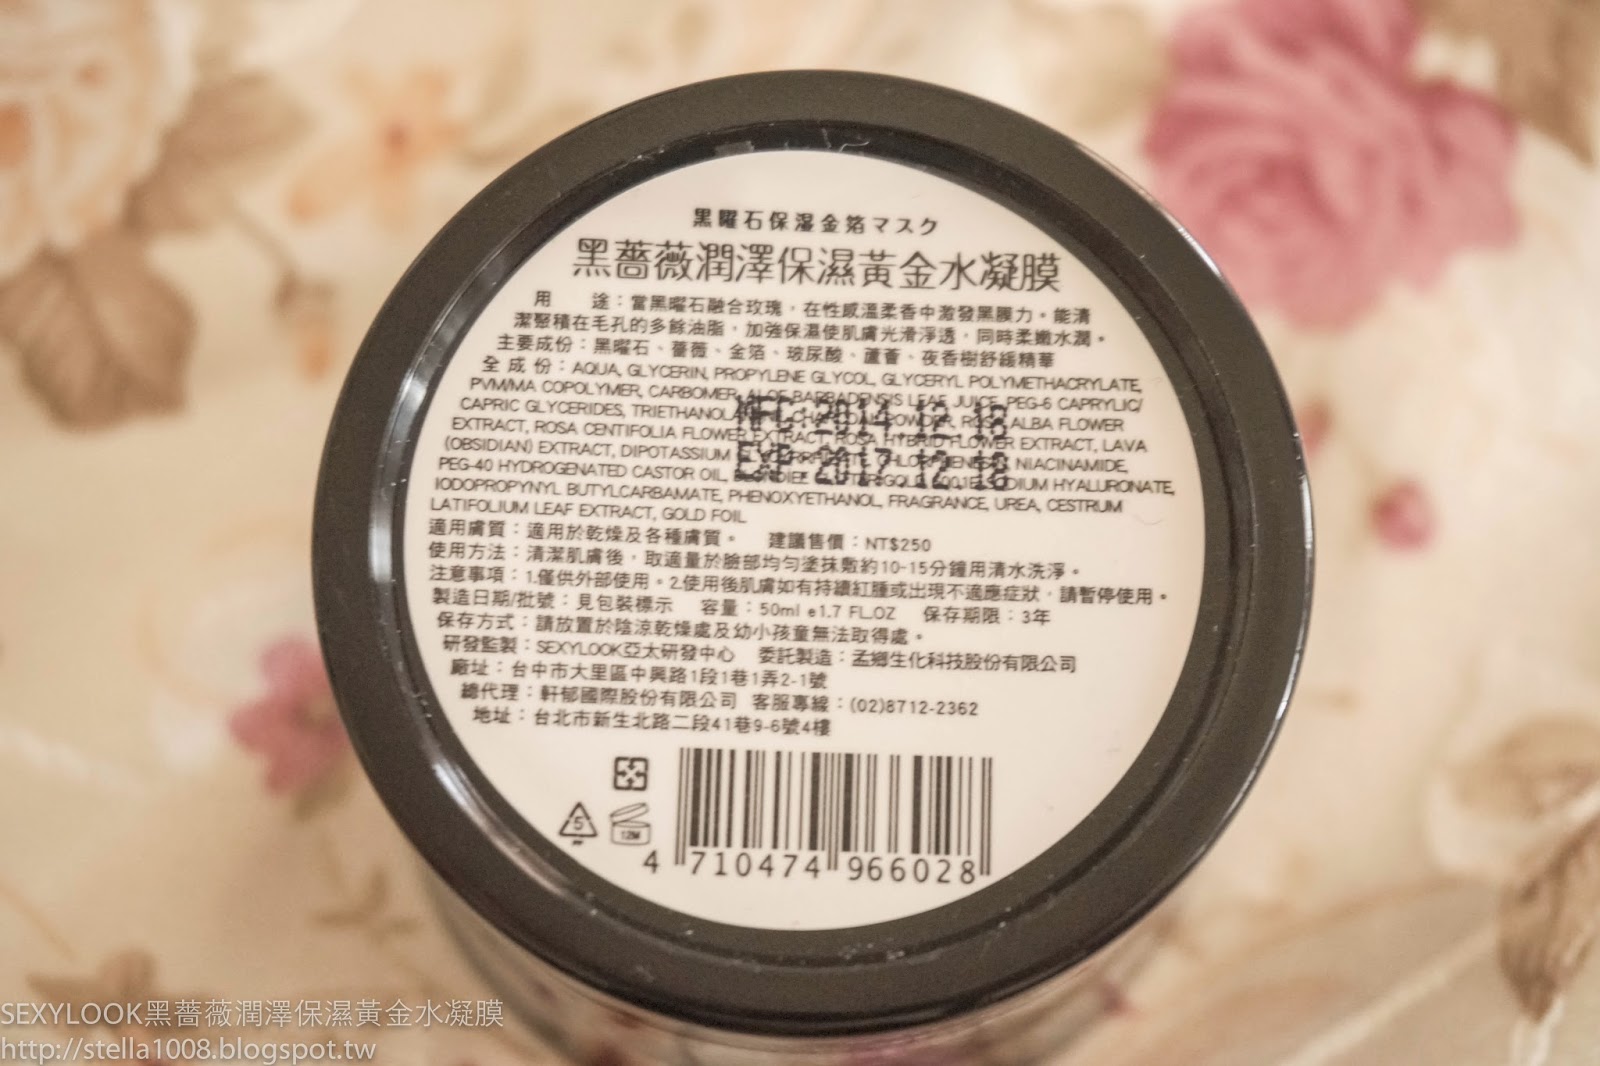 黒曜石保湿金箔マスク
黑薔薇潤澤保濕黃金水凝膜
用 途：當黑曜石融合玫瑰，在性感溫柔香中激發黑膜力。能清
潔聚積在毛孔的多餘油脂，加強保濕使肌膚光滑淨透，同時柔嫩水潤。
主要成份：黑曜石、薔薇、金箔、玻尿酸、蘆薈、夜香樹舒緩精華
全成份：AQUA, GLYCERIN, PROPYLENE GLYCOL, GLYCERYL POLYMETHACRYLATE,
PVM/MA COPOLYMER, CARBOMER, ALOE BARBADENSIS LEAF JUICE, PEG-6 CAPRYLIC/
CAPRIC GLYCERIDES, POWDER, ROSA ALBA FLOWER
MFG:2014.12.18
EXTRACT, ROSA CENTIFOLIA FLOWER EXTRACT, ROSA HYBRID FLOWER EXTRACT, LAVA
(OBSIDIAN) EXTRACT, DIPOTASSIUM NIACINAMIDE,
EXP:2017.12.18
PEG-40 HYDROGENATED CASTOR OIL, SODIUM HYALURONATE,
IODOPROPYNYL BUTYLCARBAMATE, PHENOXYETHANOL, FRAGRANCE, UREA, CESTRUM
LATIFOLIUM LEAF EXTRACT, GOLD FOIL
適用膚質：適用於乾燥及各種膚質。 建議售價：NT$250
使用方法：清潔肌膚後，取適量於臉部均勻塗抹敷約10-15分鐘用清水洗淨。
注意事項：1.僅供外部使用。2.使用後肌膚如有持續紅腫或出現不適應症狀，請暫停使用。
製造日期/批號：見包裝標示 容量：50ml e1.7 FL.OZ 保存期限：3年
保存方式：請放置於陰涼乾燥處及幼小孩童無法取得處。
研發監製：SEXYLOOK亞太研發中心 委託製造：孟鄉生化科技股份有限公司
廠址：台中市大里區中興路1段1巷1弄2-1號
總代理：軒郁國際股份有限公司 客服專線：(02)8712-2362
地址：台北市新生北路二段41巷9-6號4樓
5
12M
4 710474 966028
SEXYLOOK黑薔薇潤澤保濕黃金水凝膜
http://stella1008.blogspot.tw